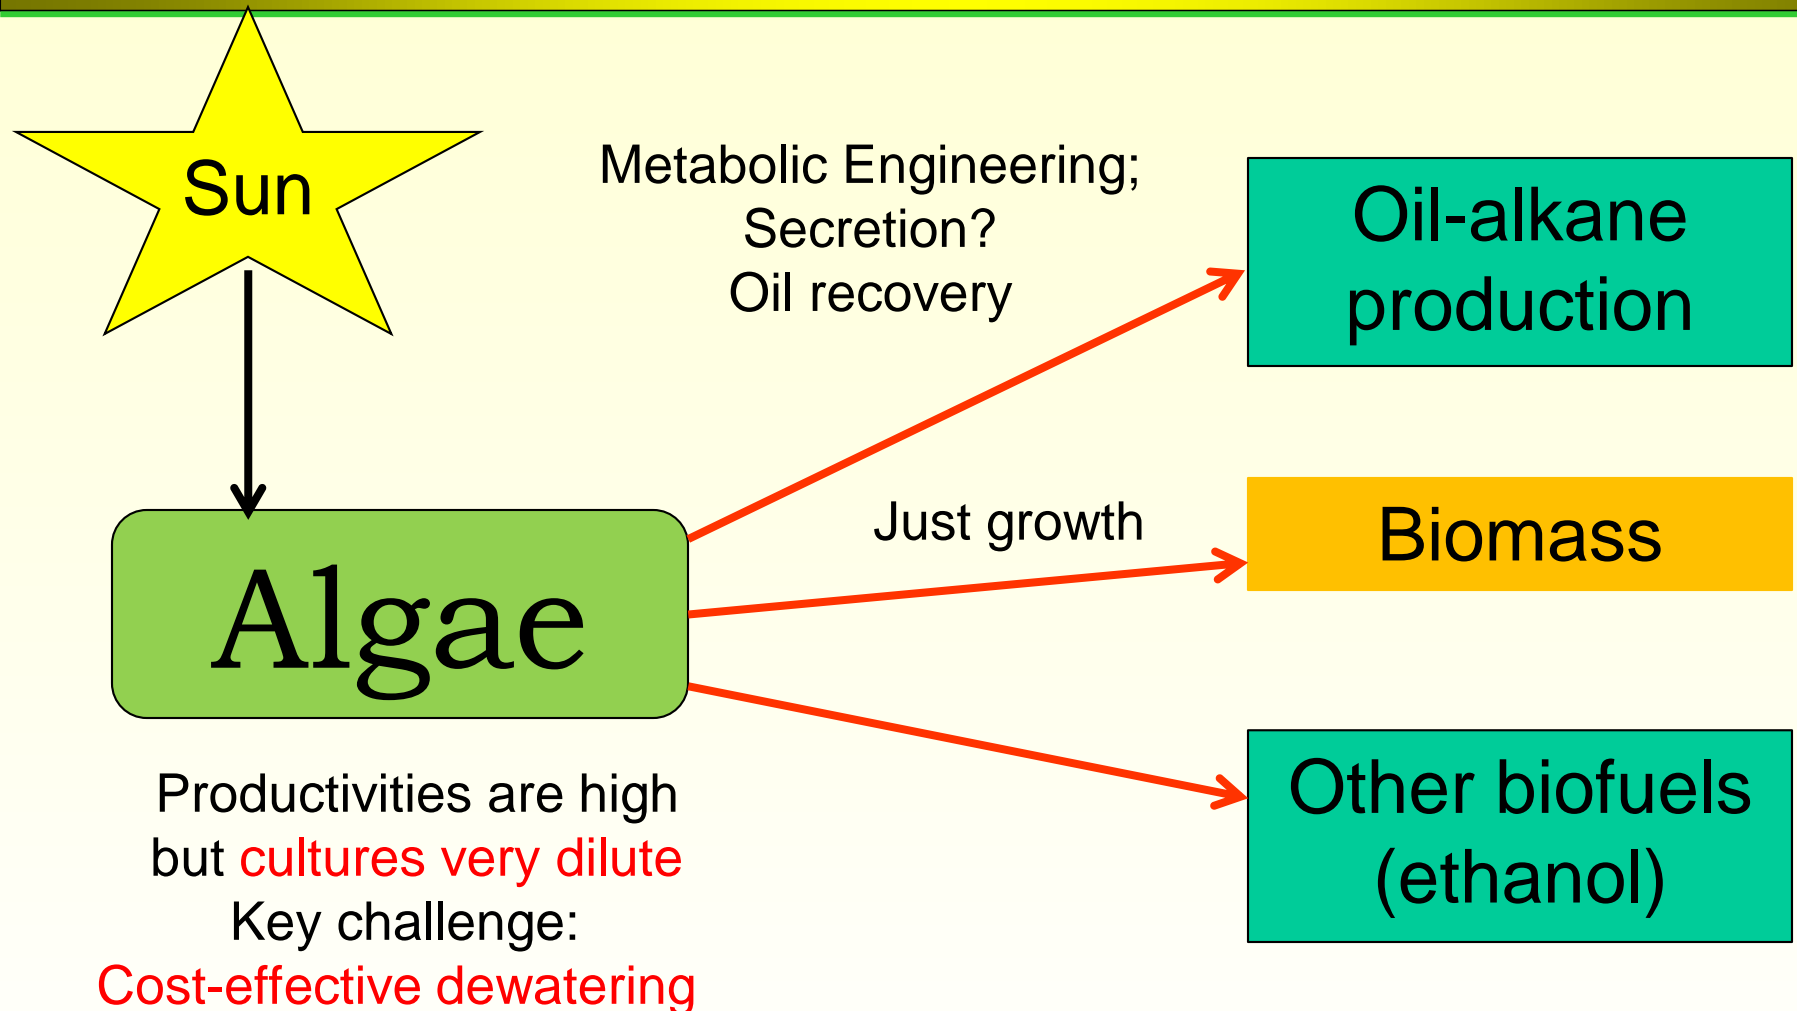 Sun
Metabolic Engineering;
Secretion?
Oil recovery
Oil-alkane
production
Just growth
Biomass
Algae
Other biofuels
(ethanol)
Productivities are high
but cultures very dilute
Key challenge:
Cost-effective dewatering